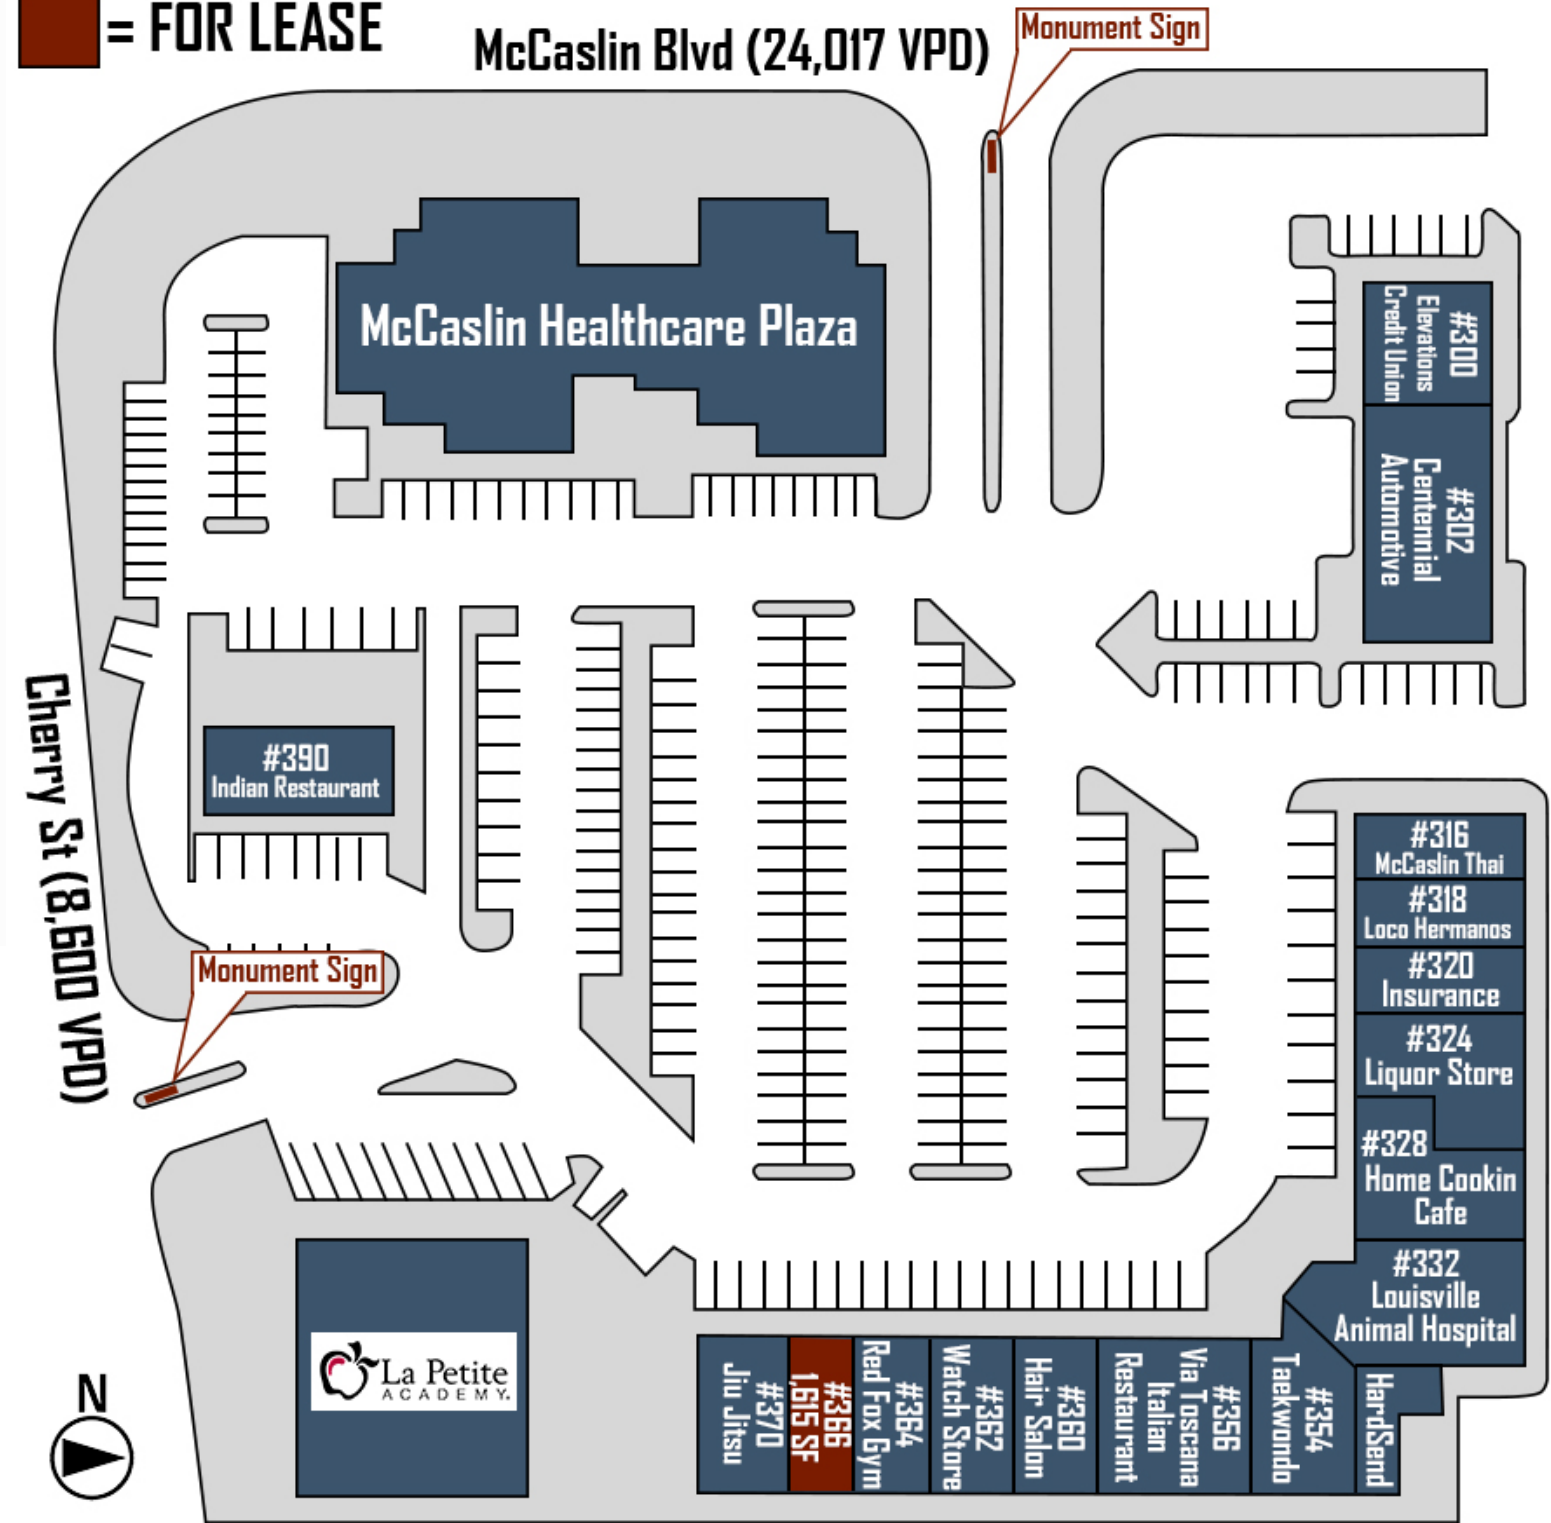 = FOR LEASE
McCaslin Blvd (24,017 VPD)
Monument Sign
McCaslin Healthcare Plaza
#300
Elevations
Credit Union
#302
Centennial
Automotive
Cherry St (8,600 VPD)
#390
Indian Restaurant
Monument Sign
#316
McCaslin Thai
#318
Loco Hermanos
#320
Insurance
#324
Liquor Store
#328
Home Cookin
Cafe
#332
Louisville
Animal Hospital
La Petite
ACADEMY.
N
#370
Jiu Jitsu
#366
1,615 SF
#364
Red Fox Gym
#362
Watch Store
#360
Hair Salon
#356
Via Toscana
Italian
Restaurant
#354
Taekwondo
HardSend